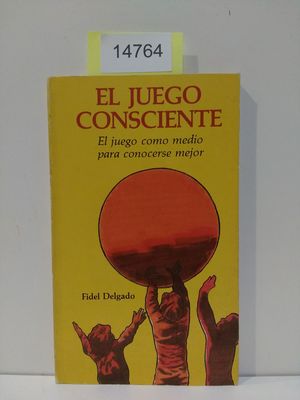 14764
EL JUEGO
CONSCIENTE
El juego como medio
para conocerse mejor
Fidel Delgado